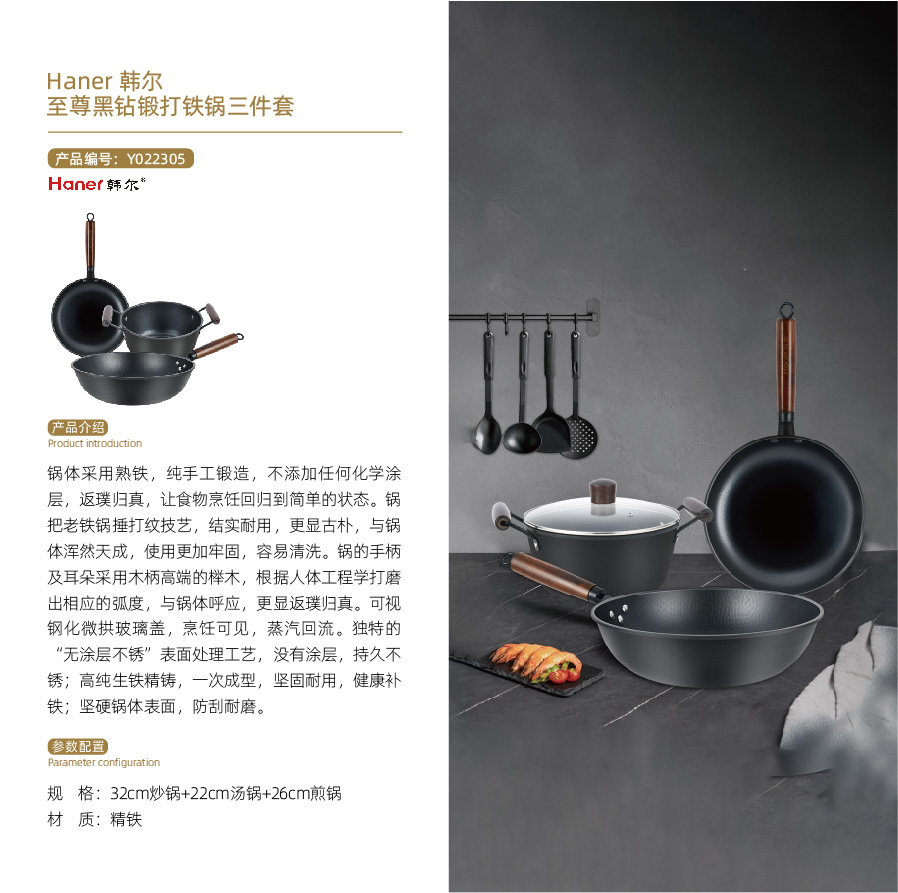 Haner 韩尔
至尊黑钻锻打铁锅三件套
产品编号：Y022305
Haner 韩尔®
产品介绍
Product introduction
锅体采用熟铁，纯手工锻造，不添加任何化学涂
层，返璞归真，让食物烹饪回归到简单的状态。锅
把老铁锅捶打纹技艺，结实耐用，更显古朴，与锅
体浑然天成，使用更加牢固，容易清洗。锅的手柄
及耳朵采用木柄高端的榉木，根据人体工程学打磨
出相应的弧度，与锅体呼应，更显返璞归真。可视
钢化微拱玻璃盖，烹饪可见，蒸汽回流。独特的
“无涂层不锈”表面处理工艺，没有涂层，持久不
锈；高纯生铁精铸，一次成型，坚固耐用，健康补
铁；坚硬锅体表面，防刮耐磨。
参数配置
Parameter configuration
规 格：32cm炒锅+22cm汤锅+26cm煎锅
材 质：精铁